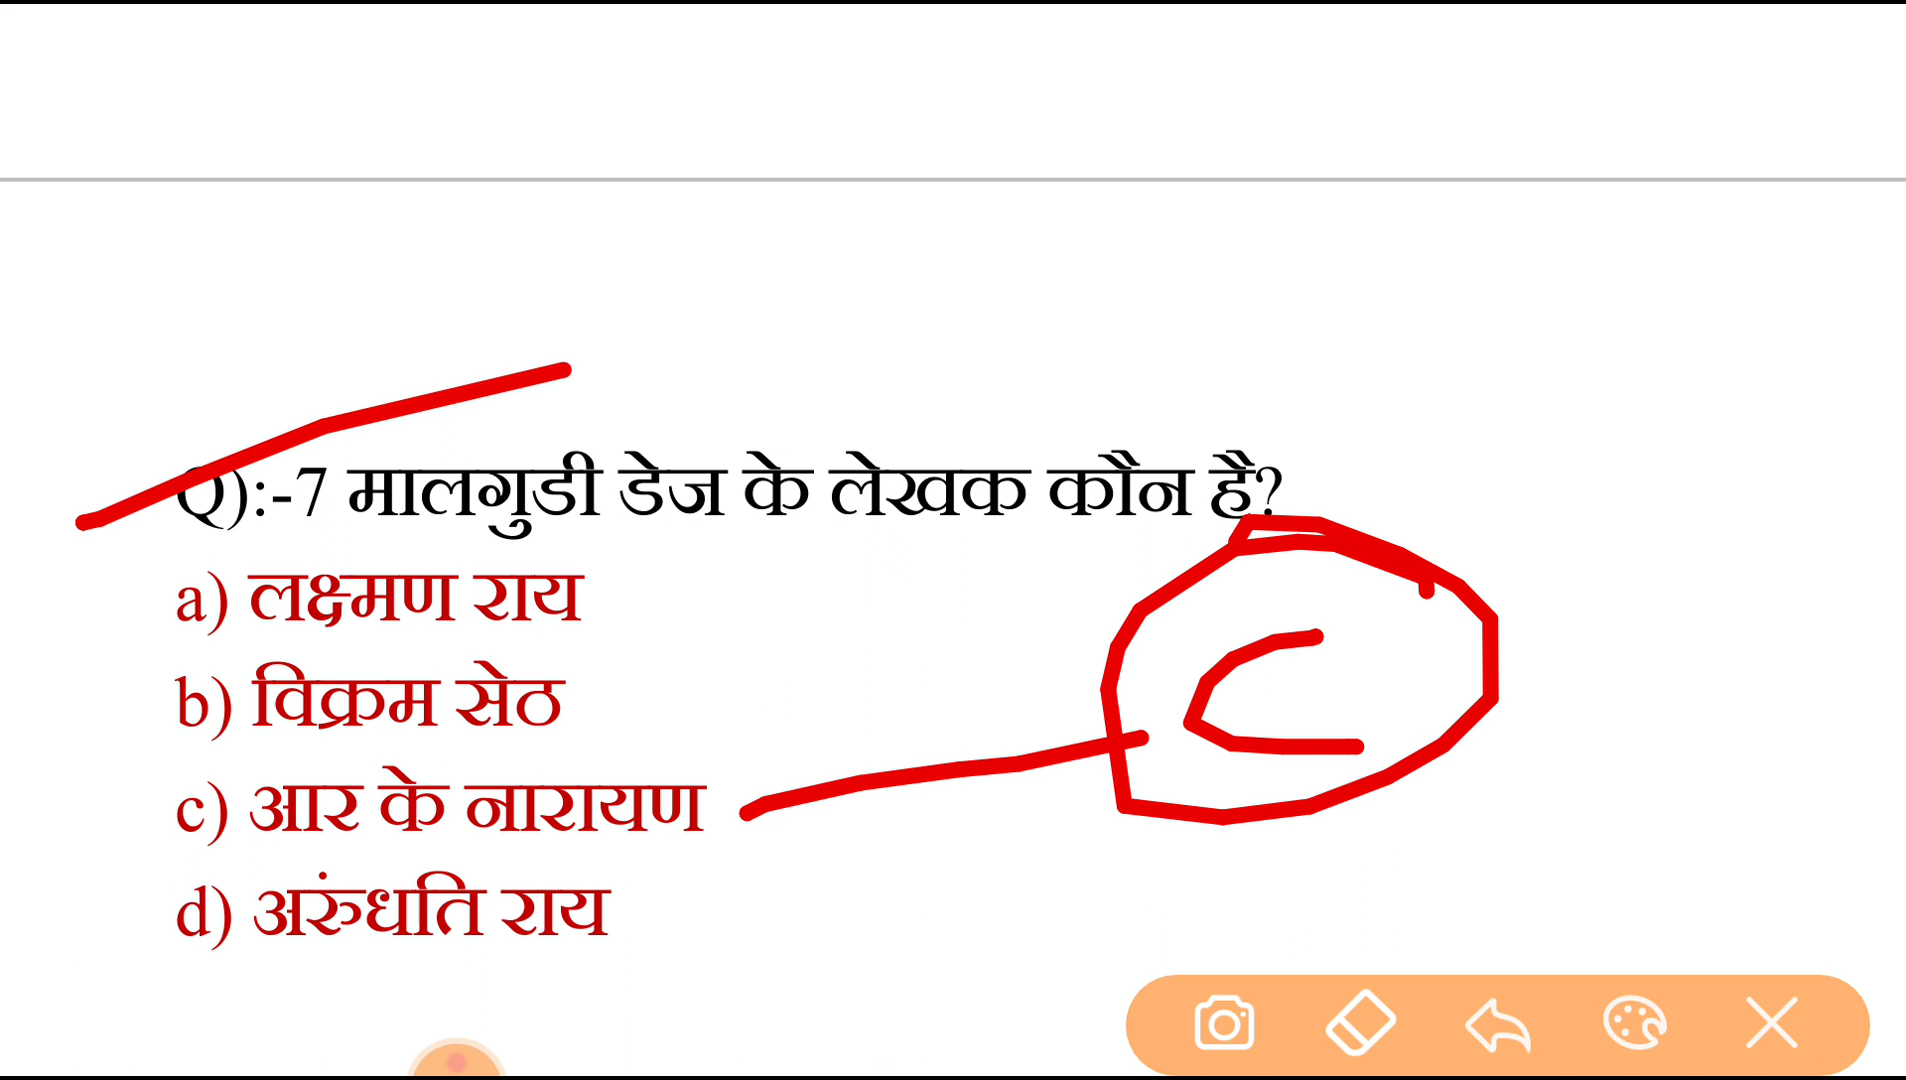 Q):-7 मालगुडी डेज के लेखक कौन है?
a) लक्ष्मण राय
b) विक्रम सेठ
C
c) आर के नारायण
d) अरुंधति राय